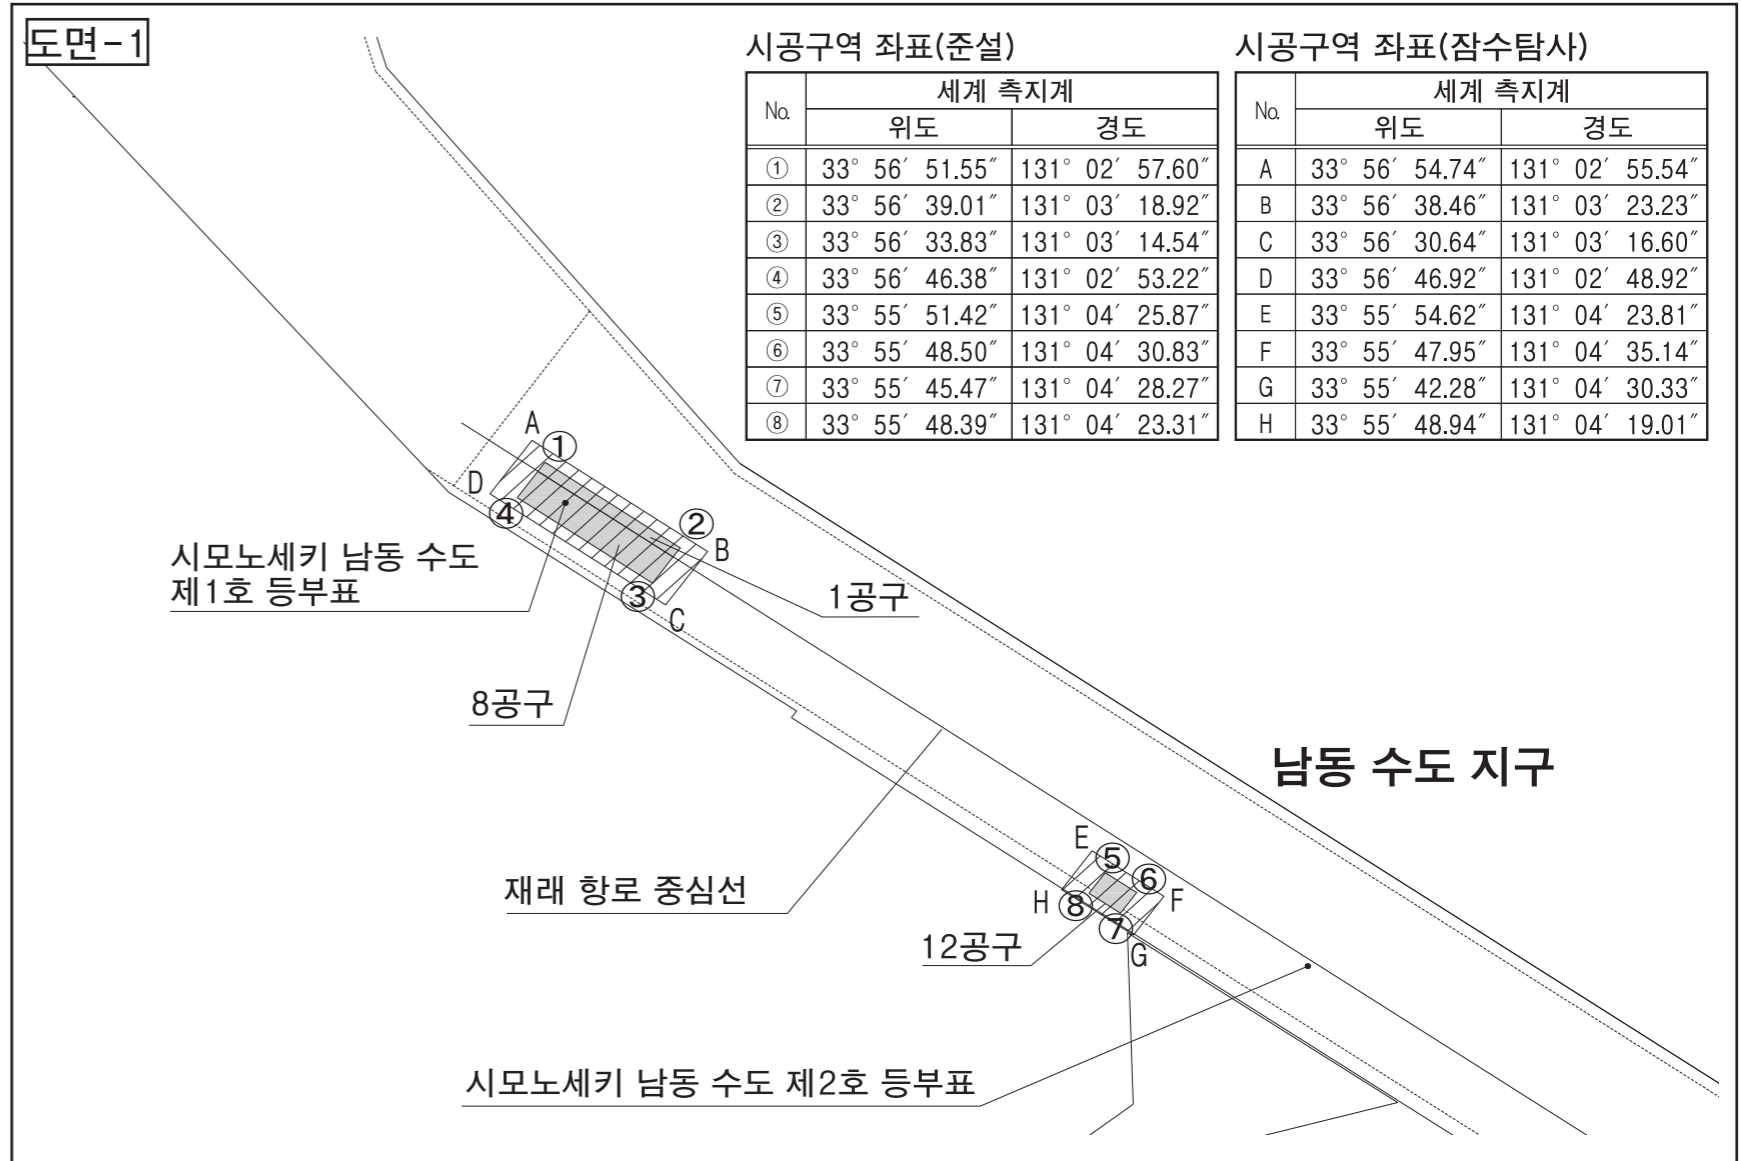 도면-1
시공구역 좌표(준설)
No. 세계 측지계
위도 경도
① 33° 56′ 51.55″ 131° 02′ 57.60″
② 33° 56′ 39.01″ 131° 03′ 18.92″
③ 33° 56′ 33.83″ 131° 03′ 14.54″
④ 33° 56′ 46.38″ 131° 02′ 53.22″
⑤ 33° 55′ 51.42″ 131° 04′ 25.87″
⑥ 33° 55′ 48.50″ 131° 04′ 30.83″
⑦ 33° 55′ 45.47″ 131° 04′ 28.27″
⑧ 33° 55′ 48.39″ 131° 04′ 23.31″
시공구역 좌표(잠수탐사)
No. 세계 측지계
위도 경도
A 33° 56′ 54.74″ 131° 02′ 55.54″
B 33° 56′ 38.46″ 131° 03′ 23.23″
C 33° 56′ 30.64″ 131° 03′ 16.60″
D 33° 56′ 46.92″ 131° 02′ 48.92″
E 33° 55′ 54.62″ 131° 04′ 23.81″
F 33° 55′ 47.95″ 131° 04′ 35.14″
G 33° 55′ 42.28″ 131° 04′ 30.33″
H 33° 55′ 48.94″ 131° 04′ 19.01″
A
①
D
④
②
B
③
C
시모노세키 남동 수도
제1호 등부표
1공구
8공구
남동 수도 지구
재래 항로 중심선
E
⑤
⑥
H
⑧
F
⑦
G
12공구
시모노세키 남동 수도 제2호 등부표